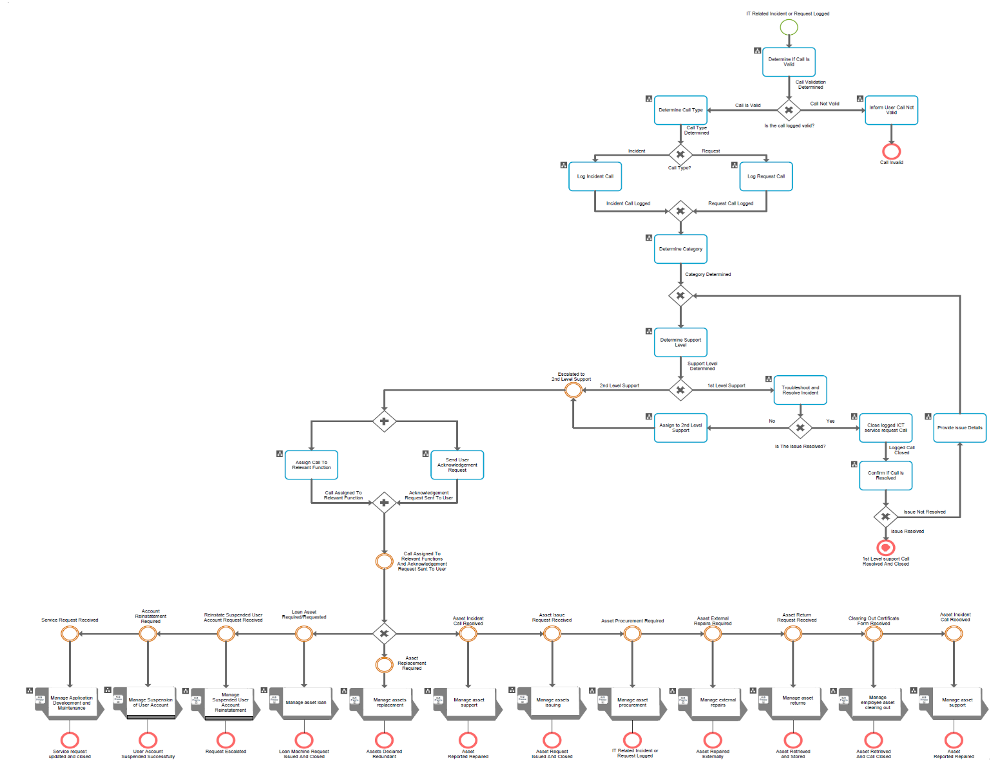 IT Related Incident or Request Logged
Determine If Call Is
Valid
Call Validation
Determined
Determine Call Type
Call Is Valid
Call Not Valid
Inform User Call Not
Valid
Is the call logged valid?
Call Type
Determined
Incident
Request
Call Type?
Call Invalid
Log Incident Call
Log Request Call
Incident Call Logged
Request Call Logged
Determine Category
Category Determined
Determine Support
Level
Support Level
Determined
Escalated to
2nd Level Support
2nd Level Support
1st Level Support
Troubleshoot and
Resolve Incident
Assign to 2nd Level
Support
No
Yes
Is The Issue Resolved?
Close logged ICT
service request Call
Provide issue Details
Logged Call
Closed
Assign Call To
Relevant Function
Send User
Acknowledgement
Request
Confirm If Call Is
Resolved
Call Assigned To
Relevant Function
Acknowledgement
Request Sent To User
Issue Not Resolved
Issue Resolved
1st Level support Call
Resolved And Closed
Call Assigned To
Relevant Functions
And Acknowledgement
Request Sent To User
Service Request Received
Account
Reinstatement
Required
Reinstate Suspended User
Account Request Received
Loan Asset
Required/Requested
Asset Incident
Call Received
Asset Issue
Request Received
Asset Procurement Required
Asset External
Repairs Required
Asset Return
Request Received
Clearing Out Certificate
Form Received
Asset Incident
Call Received
Asset
Replacement
Required
Manage Application
Development and
Maintenance
Manage Suspension
of User Account
Manage
Suspended User
Account
Reinstatement
Manage asset loan
Manage assets
replacement
Manage asset
support
Manage assets
issuing
Manage asset
procurement
Manage external
repairs
Manage asset
returns
Manage
employee asset
clearing out
Manage asset
support
Service request
updated and closed
User Account
Suspended Successfully
Request Escalated
Loan Machine Request
Issued And Closed
Assets Declared
Redundant
Asset
Reported Repaired
Asset Request
Issued And Closed
IT Related Incident or
Request Logged
Asset Repaired
Externally
Asset Retrieved
and Stored
Asset Retrieved
And Call Closed
Asset
Reported Repaired